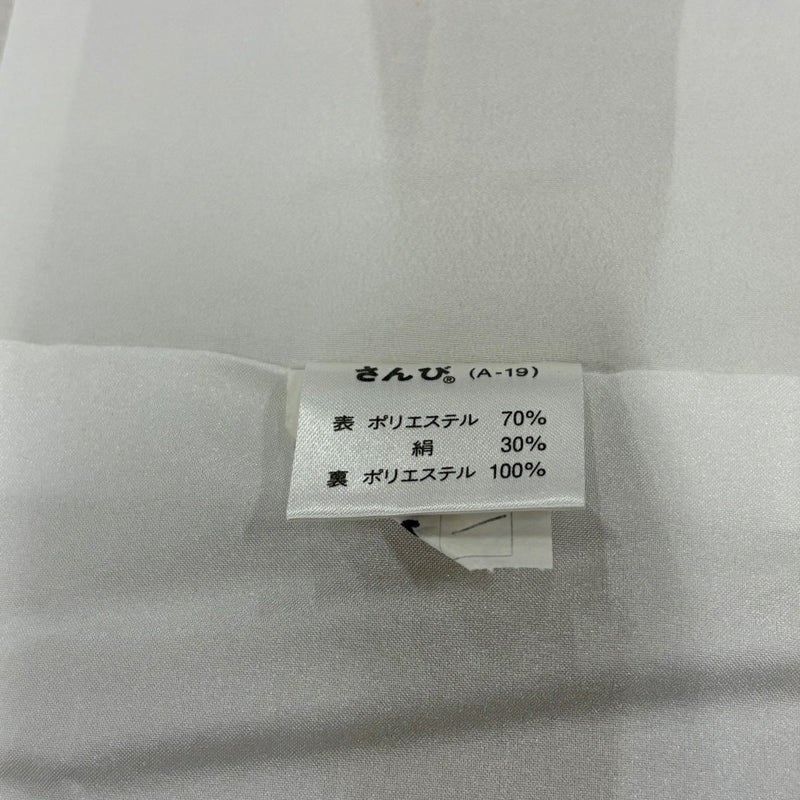 さんび® (A-19)
表 ポリエステル 70%
絹 30%
裏 ポリエステル 100%